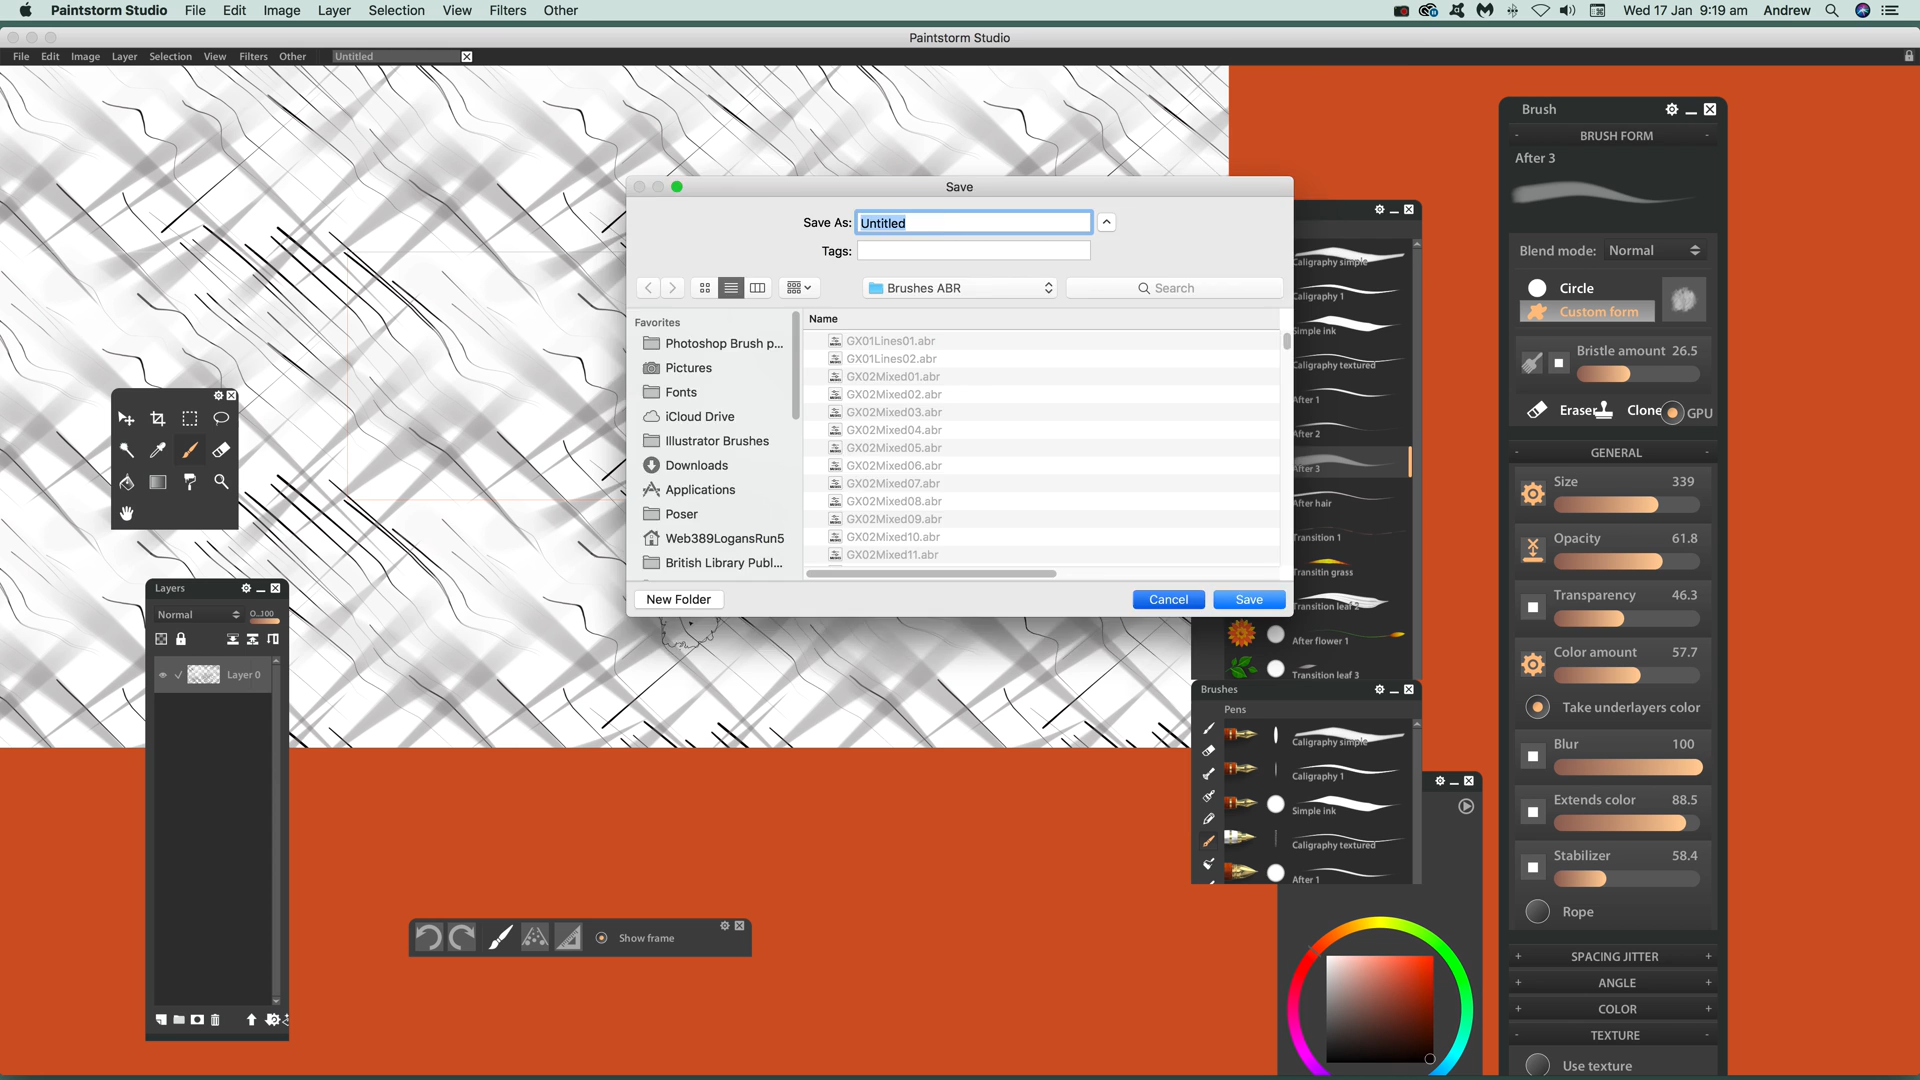 Paintstorm Studio File Edit Image Layer Selection View Filters Other
Wed 17 Jan 9:19 am Andrew
Paintstorm Studio
File Edit Image Layer Selection View Filters Other
Untitled
Save
Save As: Untitled
Tags:
Brushes ABR
Search
Favorites
Photoshop Brush p...
Pictures
Fonts
iCloud Drive
Illustrator Brushes
Downloads
Applications
Poser
Web389LogansRun5
British Library Publ...
Name
GX01Lines01.abr
GX01Lines02.abr
GX02Mixed01.abr
GX02Mixed02.abr
GX02Mixed03.abr
GX02Mixed04.abr
GX02Mixed05.abr
GX02Mixed06.abr
GX02Mixed07.abr
GX02Mixed08.abr
GX02Mixed09.abr
GX02Mixed10.abr
GX02Mixed11.abr
New Folder
Cancel
Save
Layers
Normal
0..100
Layer 0
Show frame
Caligraphy simple
Caligraphy 1
Simple ink
Caligraphy textured
After 1
After 2
After 3
After hair
Transition 1
Transitin grass
Transition leaf 2
After flower 1
Transition leaf 3
Brushes
Pens
Caligraphy simple
Caligraphy 1
Simple ink
Caligraphy textured
After 1
Brush
- BRUSH FORM -
After 3
Blend mode: Normal
Circle
Custom form
Bristle amount 26.5
Eraser
Clone
GPU
- GENERAL -
Size 339
Opacity 61.8
Transparency 46.3
Color amount 57.7
Take underlayers color
Blur 100
Extends color 88.5
Stabilizer 58.4
Rope
+ SPACING JITTER +
+ ANGLE +
+ COLOR +
- TEXTURE -
Use texture